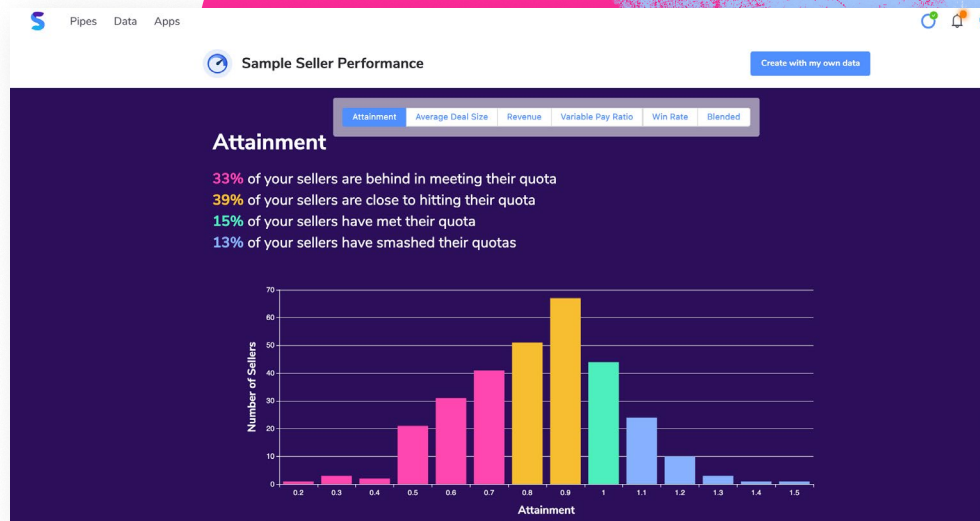 Pipes Data Apps
Sample Seller Performance
Create with my own data
Attainment Average Deal Size Revenue Variable Pay Ratio Win Rate Blended
Attainment
33% of your sellers are behind in meeting their quota
39% of your sellers are close to hitting their quota
15% of your sellers have met their quota
13% of your sellers have smashed their quotas
70
60
50
40
30
20
10
0
Number of Sellers
0.2 0.3 0.4 0.5 0.6 0.7 0.8 0.9 1 1.1 1.2 1.3 1.4 1.5
Attainment